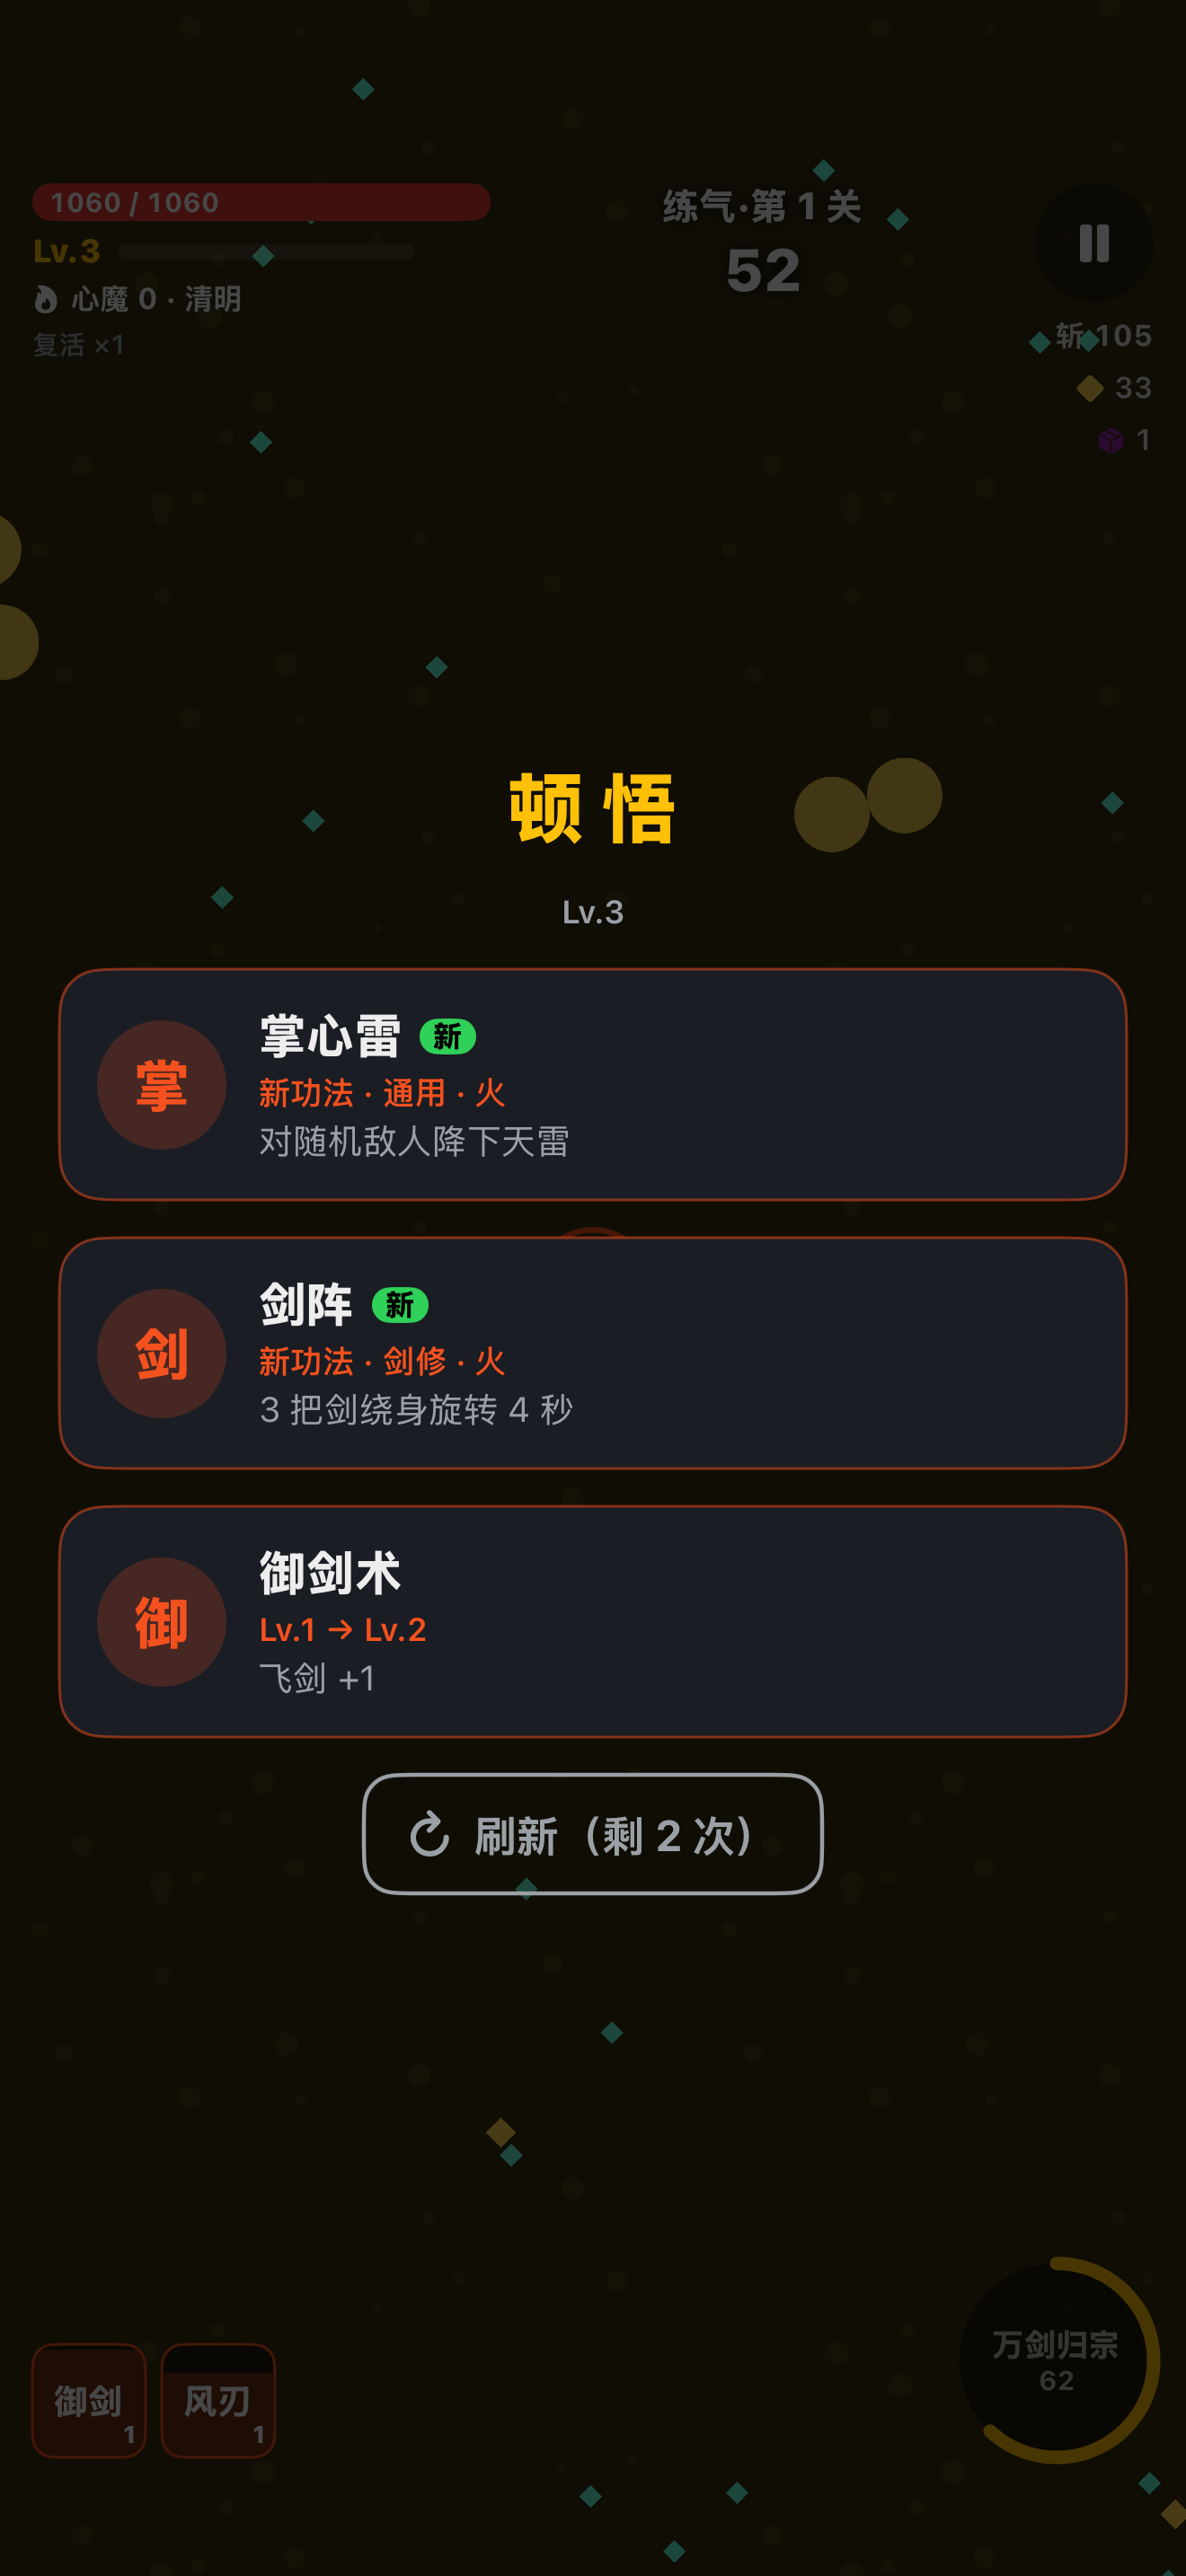 1060 / 1060
Lv.3
心魔 0 · 清明
复活 ×1
练气·第 1 关
52
斩 105
33
1
顿 悟
Lv.3
掌
掌心雷 新
新功法 · 通用 · 火
对随机敌人降下天雷
剑
剑阵 新
新功法 · 剑修 · 火
3 把剑绕身旋转 4 秒
御
御剑术
Lv.1 → Lv.2
飞剑 +1
刷新（剩 2 次）
御剑 1
风刃 1
万剑归宗
62